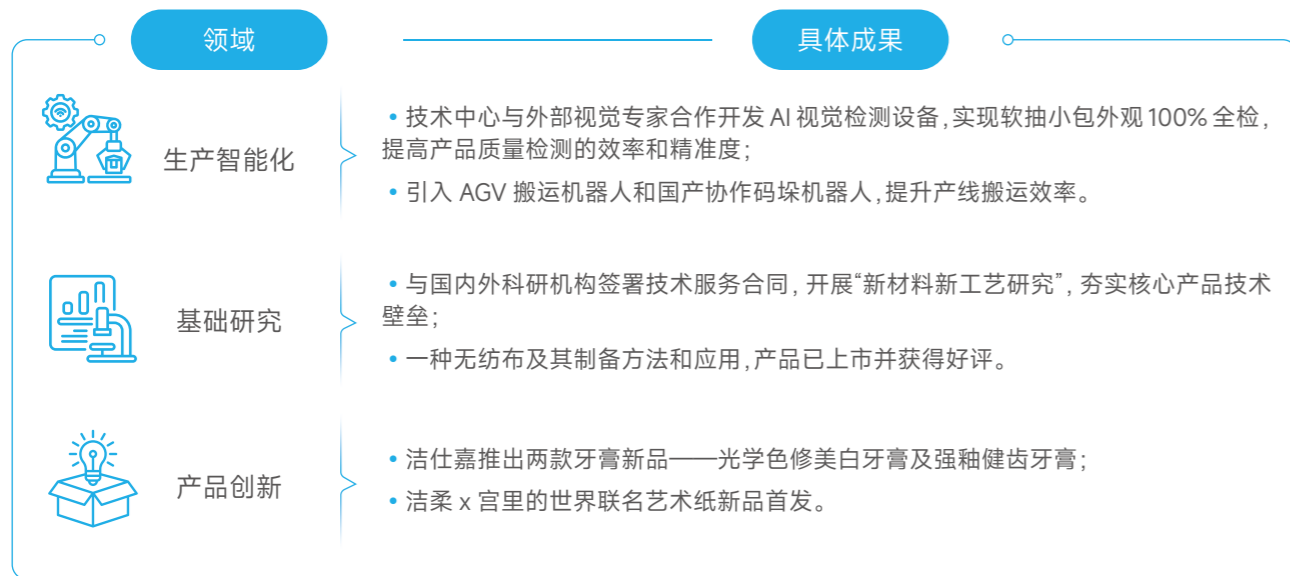 领域
具体成果
生产智能化
• 技术中心与外部视觉专家合作开发 AI 视觉检测设备,实现软抽小包外观 100% 全检,
提高产品质量检测的效率和精准度;
• 引入 AGV 搬运机器人和国产协作码垛机器人,提升产线搬运效率。
基础研究
• 与国内外科研机构签署技术服务合同, 开展“新材料新工艺研究”, 夯实核心产品技术
壁垒;
• 一种无纺布及其制备方法和应用,产品已上市并获得好评。
产品创新
• 洁仕嘉推出两款牙膏新品——光学色修美白牙膏及强釉健齿牙膏;
• 洁柔 x 宫里的世界联名艺术纸新品首发。